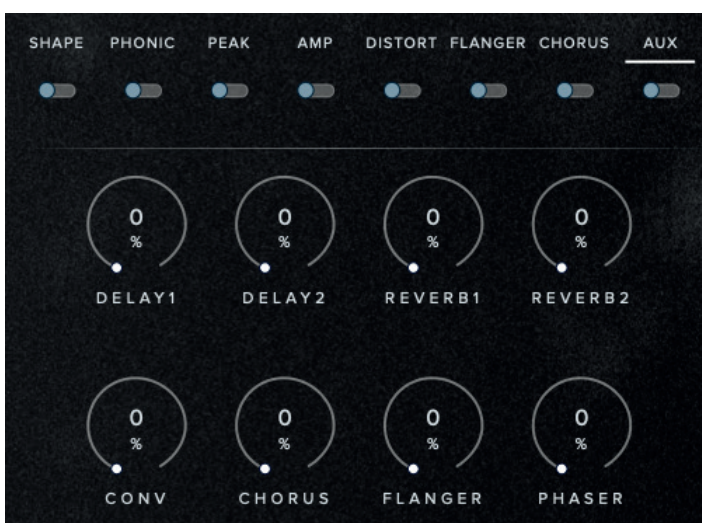 SHAPE PHONIC PEAK AMP DISTORT FLANGER CHORUS AUX
0 0 0 0
% % % %
DELAY1 DELAY2 REVERB1 REVERB2
0 0 0 0
% % % %
CONV CHORUS FLANGER PHASER